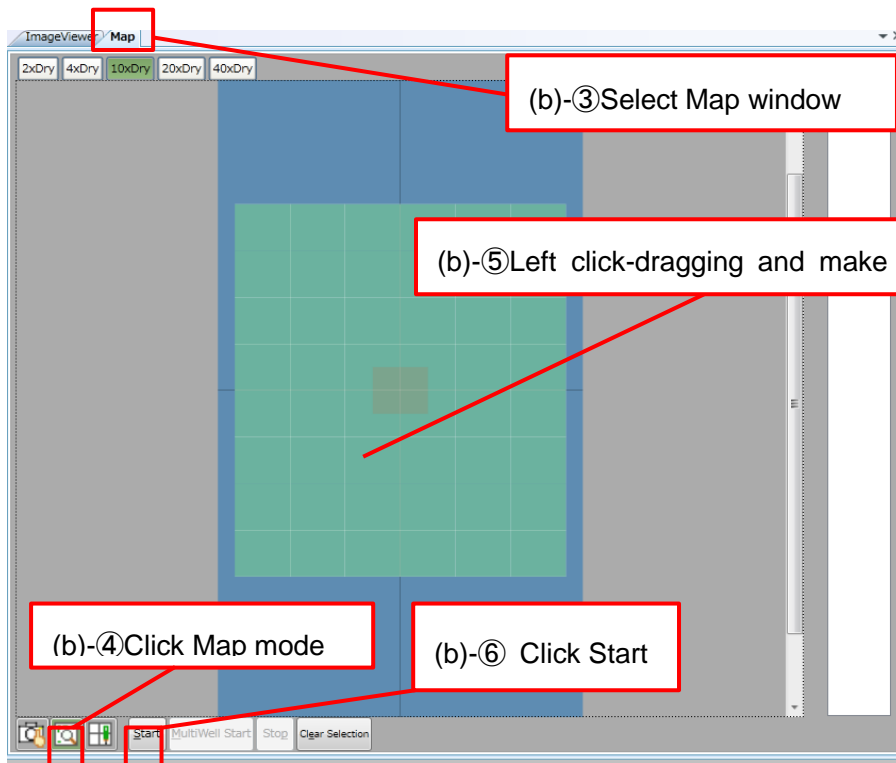 ImageViewer Map
2xDry 4xDry 10xDry 20xDry 40xDry
(b)-③Select Map window
(b)-⑤Left click-dragging and make
(b)-④Click Map mode
(b)-⑥ Click Start
Start MultiWell Start Stop Clear Selection